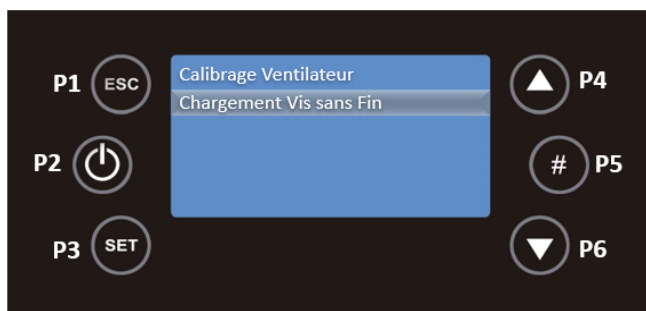 P1 ESC
Calibrage Ventilateur
Chargement Vis sans Fin
P4
P2
# P5
P3 SET
P6